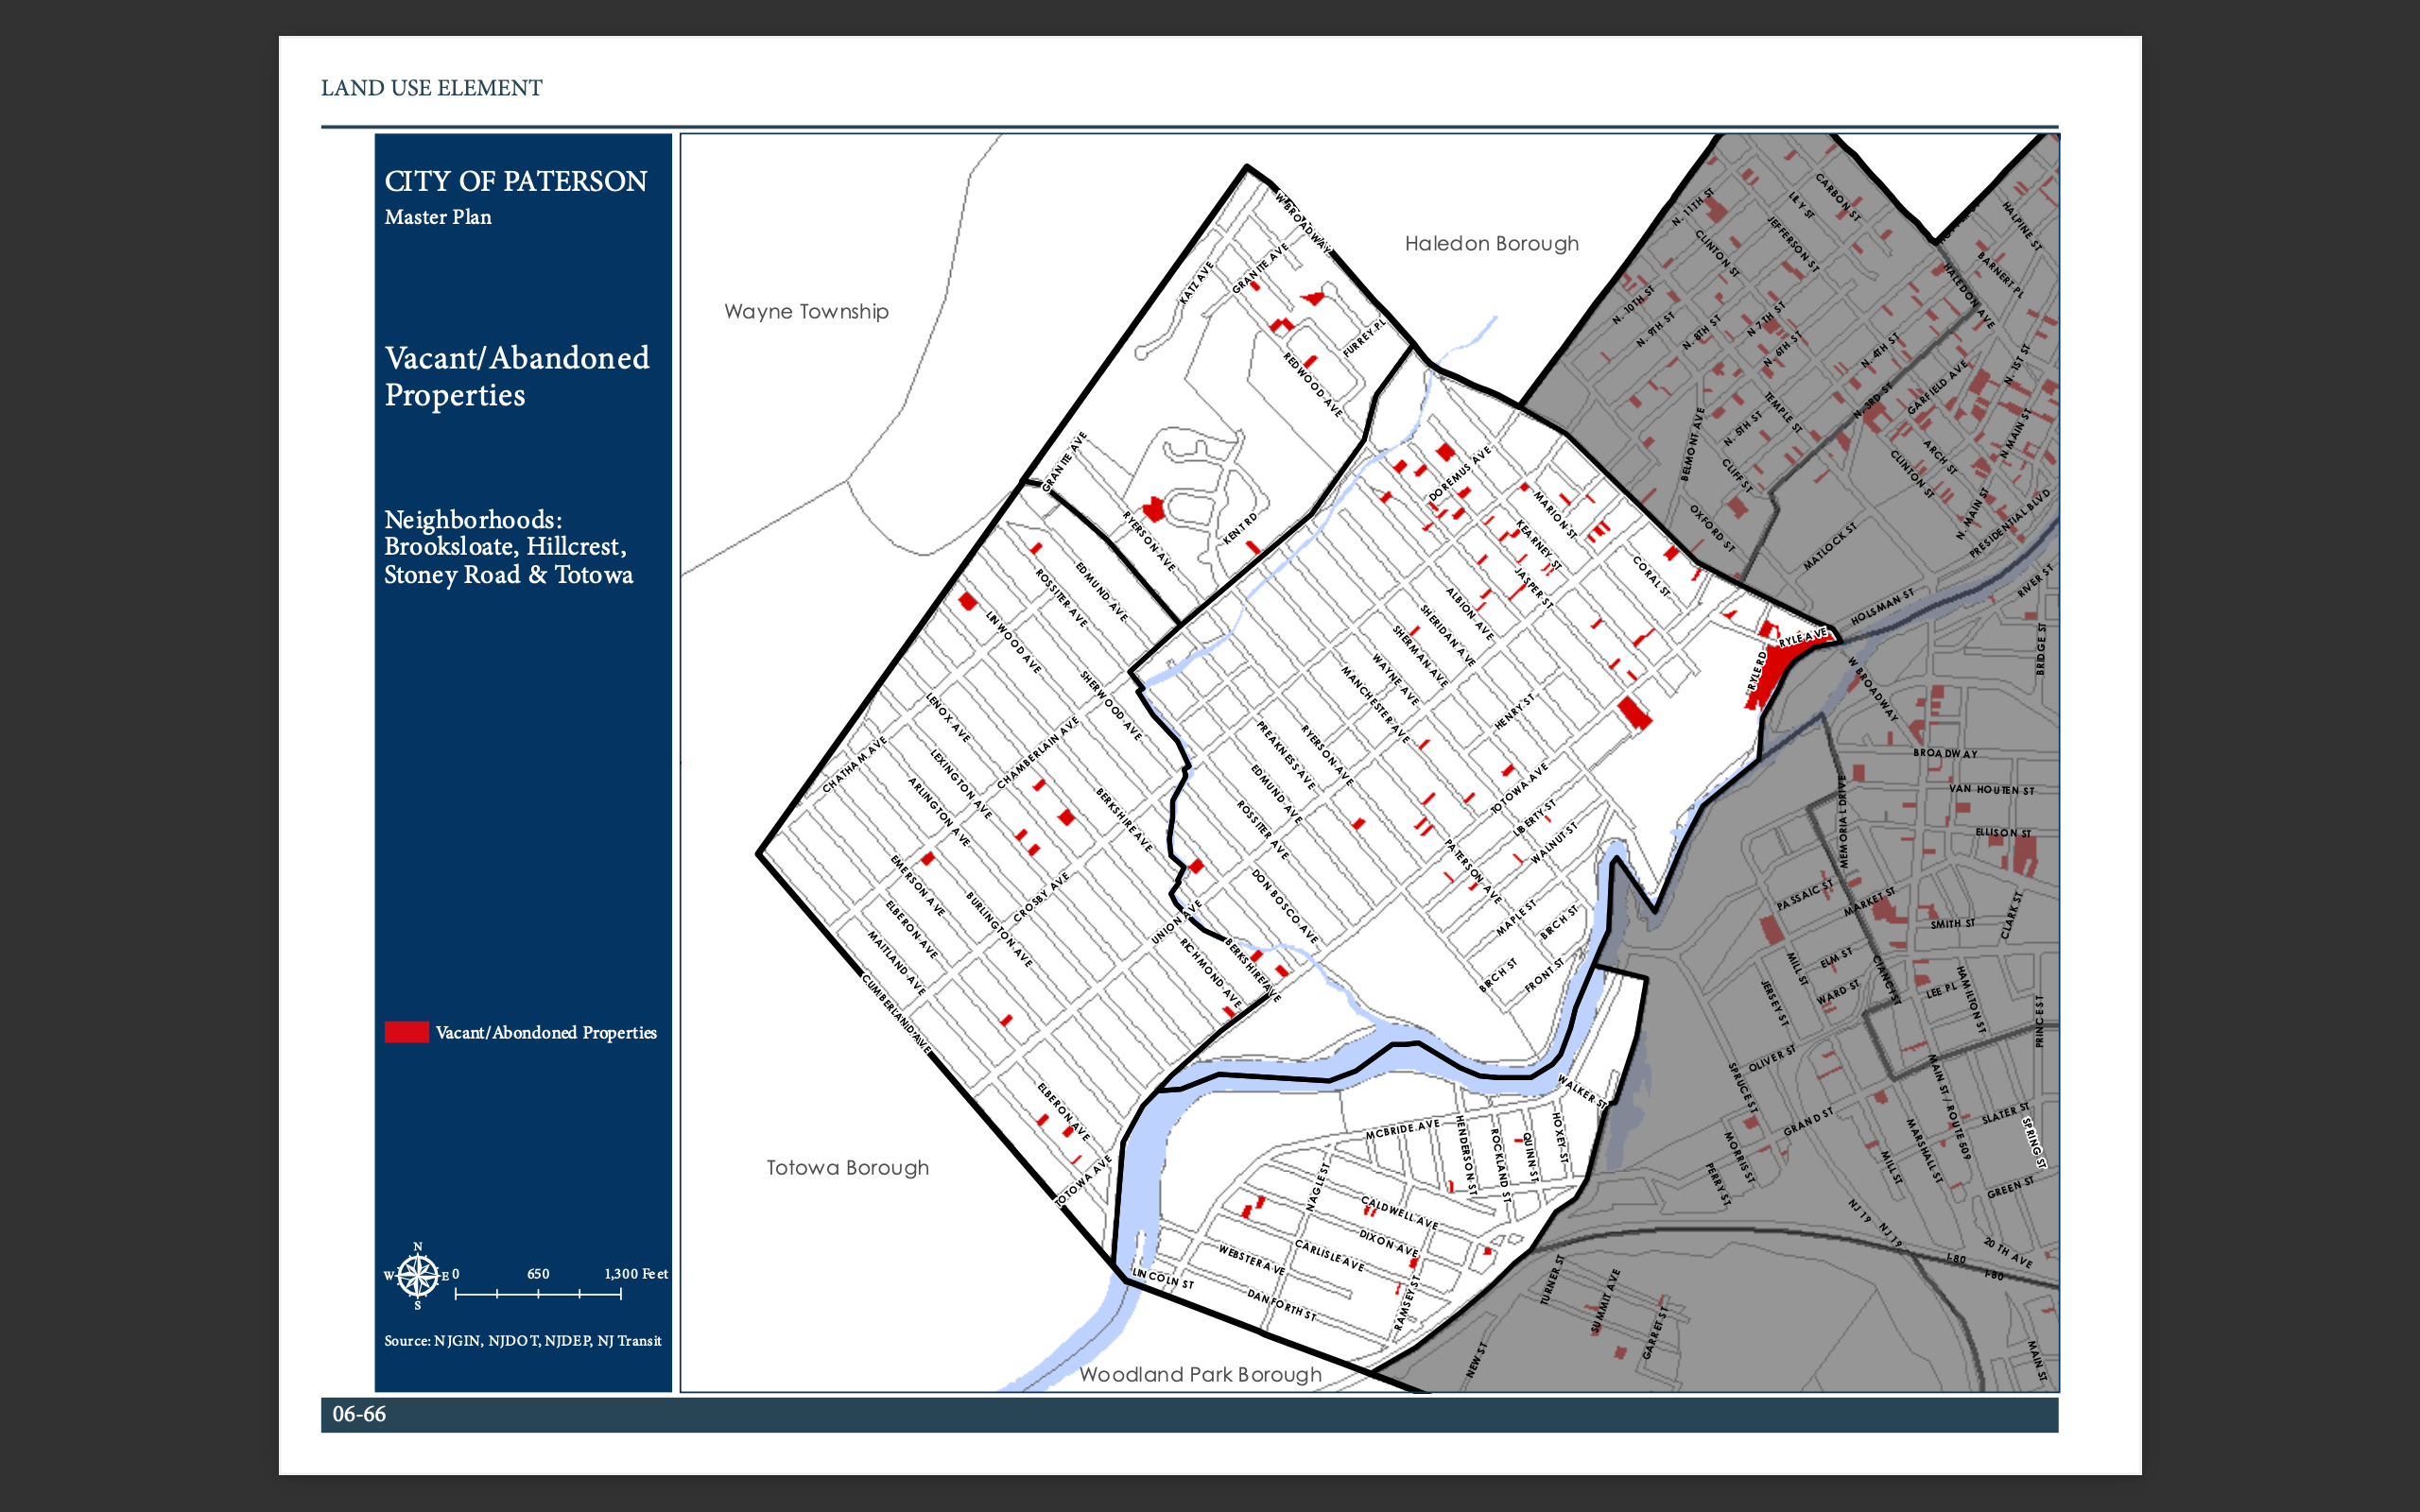 LAND USE ELEMENT
CITY OF PATERSON
Master Plan
Vacant/Abandoned
Properties
Neighborhoods:
Brooksloate, Hillcrest,
Stoney Road & Totowa
Vacant/Abondoned Properties
N
W
E
S
0
650
1,300 Feet
Source: NJGIN, NJDOT, NJDEP, NJ Transit
Wayne Township
Haledon Borough
Totowa Borough
Woodland Park Borough
W BROADWAY
KATZ AVE
GRANITE AVE
FURREY PL
REDWOOD AVE
GRANITE AVE
RYERSON AVE
KENT RD
EDMUND AVE
ROSSITER AVE
LINWOOD AVE
SHERWOOD AVE
LENOX AVE
CHATHAM AVE
CHAMBERLAIN AVE
LEXINGTON AVE
ARLINGTON AVE
BERKSHIRE AVE
EMERSON AVE
CROSBY AVE
BURLINGTON AVE
ELBERON AVE
MAITLAND AVE
CUMBERLAND AVE
UNION AVE
RICHMOND AVE
BERKSHIRE AVE
ELBERON AVE
TOTOWA AVE
DOREMUS AVE
MARION ST
KEARNEY ST
JASPER ST
CORAL ST
ALBION AVE
SHERIDAN AVE
SHERMAN AVE
WAYNE AVE
MANCHESTER AVE
HENRY ST
RYERSON AVE
PREAKNESS AVE
EDMUND AVE
ROSSITER AVE
DON BOSCO AVE
TOTOWA AVE
LIBERTY ST
WALNUT ST
PATERSON AVE
MAPLE ST
BIRCH ST
BIRCH ST
FRONT ST
RYLE AVE
RYLE RD
WALKER ST
MCBRIDE AVE
HENDERSON ST
ROCKLAND ST
QUINN ST
HOXEY ST
NAGLE ST
CALDWELL AVE
DIXON AVE
CARLISLE AVE
WEBSTER AVE
LINCOLN ST
DANFORTH ST
RAMSEY ST
N. 11TH ST
CARBON ST
LILY ST
JEFFERSON ST
CLINTON ST
HALPINE ST
BARNERT PL
HALEDON AVE
N. 10TH ST
N. 9TH ST
N. 8TH ST
N 7TH ST
N. 6TH ST
N. 4TH ST
N. 1ST ST
N. 3RD ST
GARFIELD AVE
TEMPLE ST
N. 5TH ST
BELMONT AVE
CLIFF ST
ARCH ST
CLINTON ST
N MAIN ST
N. MAIN ST
PRESIDENTIAL BLVD
OXFORD ST
MATLOCK ST
HOLSMAN ST
RIVER ST
BRIDGE ST
W BROADWAY
BROADWAY
VAN HOUTEN ST
MEMORIAL DRIVE
ELLISON ST
PASSAIC ST
MARKET ST
SMITH ST
CLARK ST
MILL ST
ELM ST
WARD ST
CIANCI ST
LEE PL
HAMILTON ST
PRINCE ST
JERSEY ST
OLIVER ST
SPRUCE ST
GRAND ST
MAIN ST / ROUTE 509
SLATER ST
SPRING ST
MARSHALL ST
MORRIS ST
MILL ST
PERRY ST
GREEN ST
NJ 19
NJ 19
20 TH AVE
I-80
I-80
TURNER ST
SUMMIT AVE
GARRET ST
NEW ST
MAIN ST
06-66